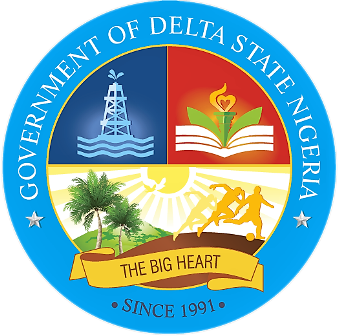 GOVERNMENT OF DELTA STATE NIGERIA
THE BIG HEART
• SINCE 1991 •